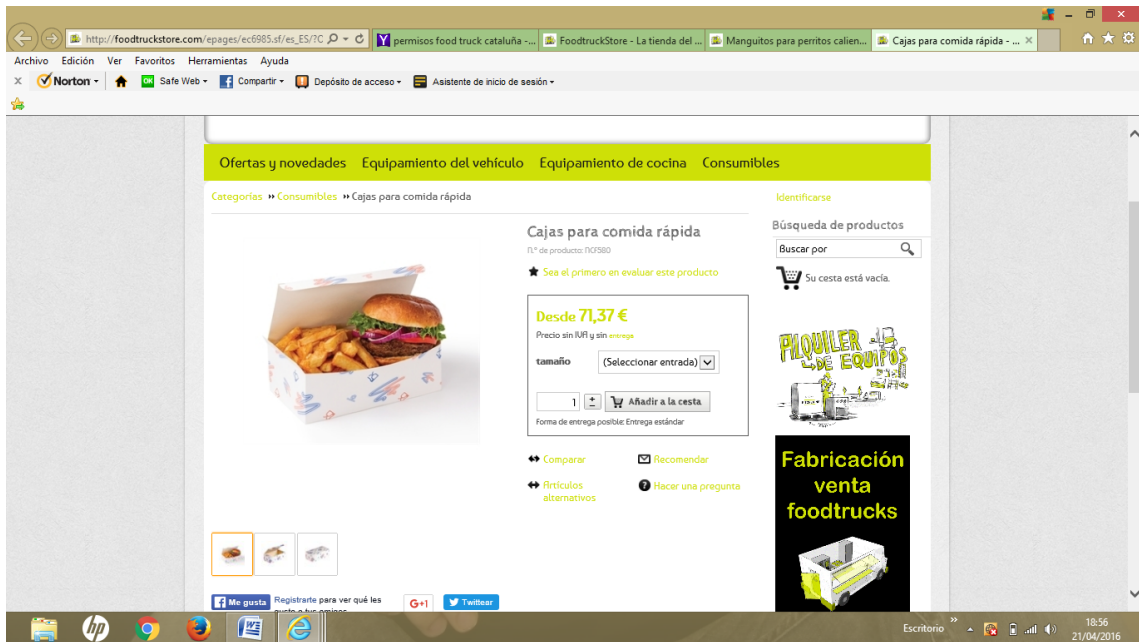 http://foodtruckstore.com/epages/ec6985.sf/es_ES/?C
permisos food truck cataluña -...
FoodtruckStore - La tienda del ...
Manguitos para perritos calien...
Cajas para comida rápida - ...
Archivo Edición Ver Favoritos Herramientas Ayuda
Norton
OK Safe Web
Compartir
Depósito de acceso
Asistente de inicio de sesión
Ofertas y novedades Equipamiento del vehículo Equipamiento de cocina Consumibles
Categorías Consumibles Cajas para comida rápida
Identificarse
Cajas para comida rápida
N.º de producto: NCF580
Sea el primero en evaluar este producto
Desde 71,37 €
Precio sin IVA y sin entrega
tamaño (Seleccionar entrada)
1 Añadir a la cesta
Forma de entrega posible: Entrega estándar
Comparar Recomendar
Artículos alternativos
Hacer una pregunta
Búsqueda de productos
Buscar por
Su cesta está vacía.
ALQUILER
DE EQUIPOS
Fabricación
venta
foodtrucks
Me gusta
Registrarte para ver qué les
gusta a tus amigos.
G+1
Twittear
Escritorio
18:56
21/04/2016